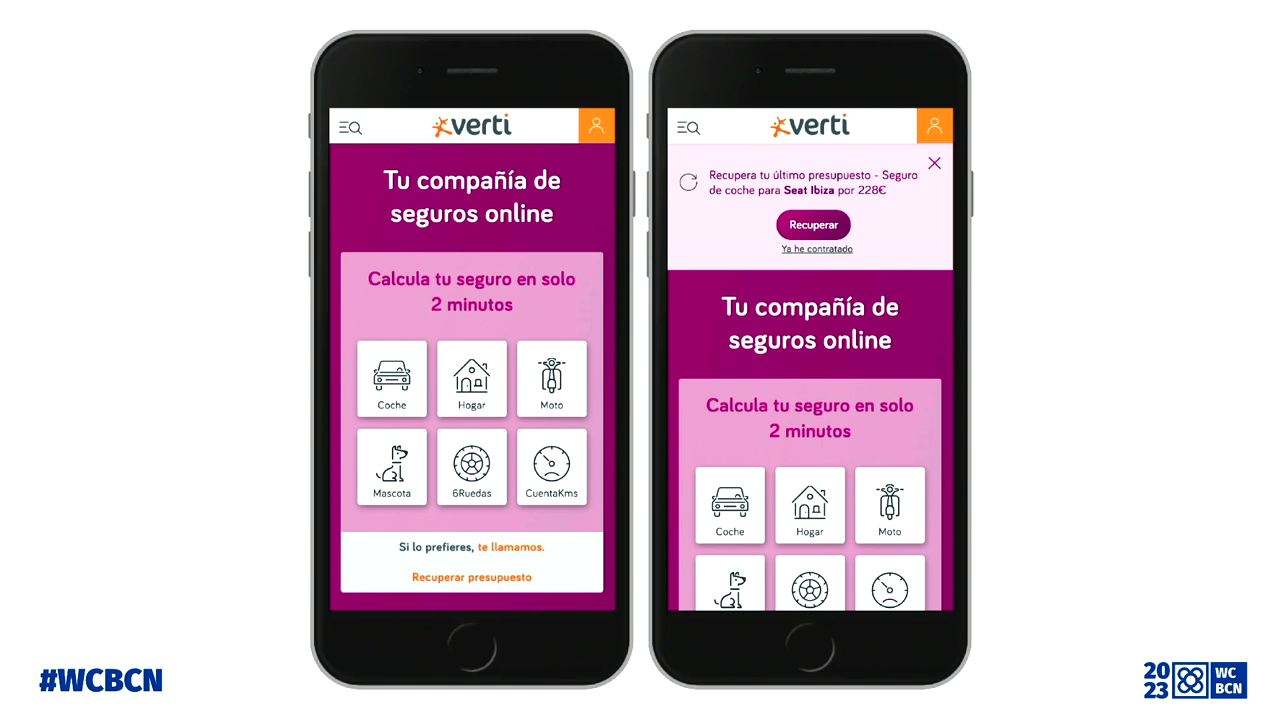 verti
Tu compañía de
seguros online
Calcula tu seguro en solo
2 minutos
Coche
Hogar
Moto
Mascota
6Ruedas
CuentaKms
Si lo prefieres, te llamamos.
Recuperar presupuesto
verti
Recupera tu último presupuesto - Seguro
de coche para Seat Ibiza por 228€
Recuperar
Ya he contratado
Tu compañía de
seguros online
Calcula tu seguro en solo
2 minutos
Coche
Hogar
Moto
#WCBCN
20
23
WC
BCN